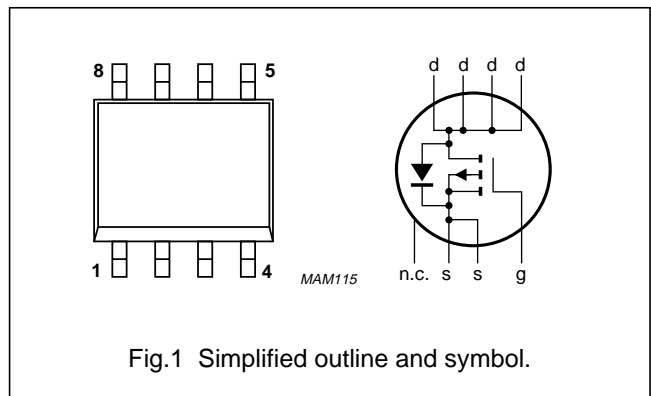 8 5
d d d d
1 4
MAM115
n.c. s s g
Fig.1 Simplified outline and symbol.